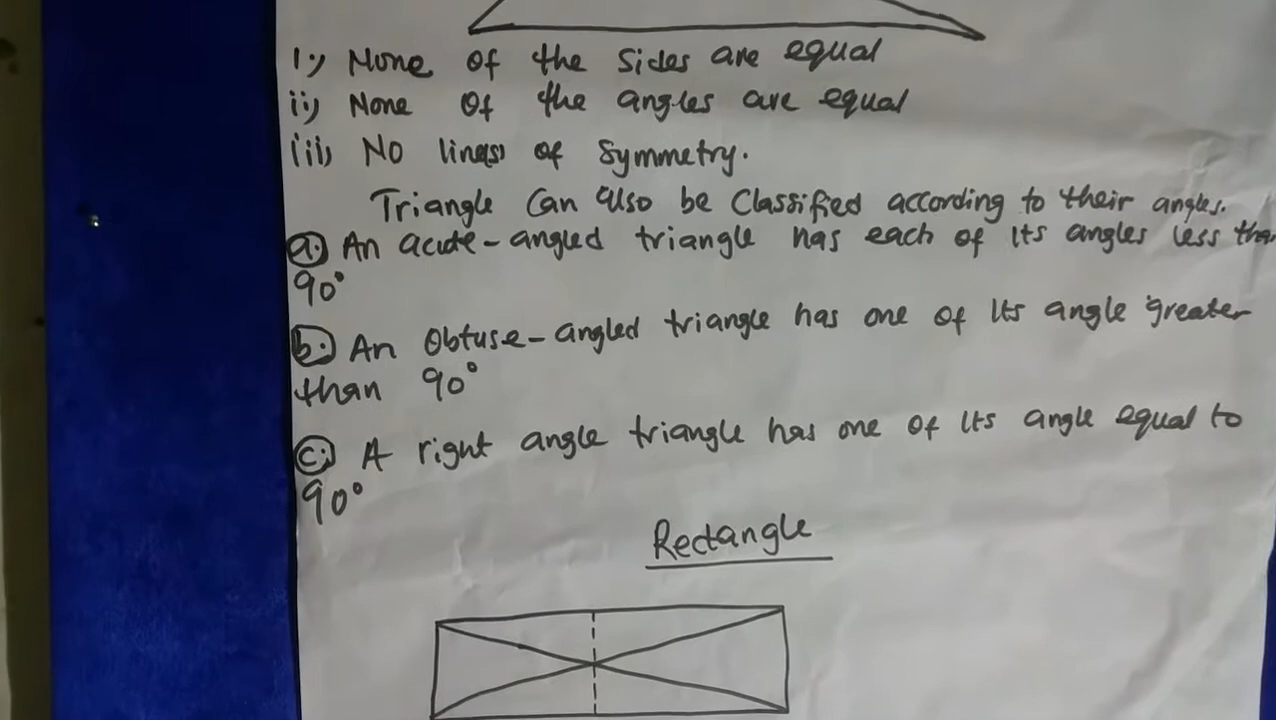 i) None of the sides are equal
ii) None of the angles are equal
iii) No line(s) of symmetry.
Triangle can also be classified according to their angles.
a. An acute-angled triangle has each of its angles less than
90°
b. An Obtuse-angled triangle has one of its angle greater
than 90°
c. A right angle triangle has one of its angle equal to
90°
Rectangle